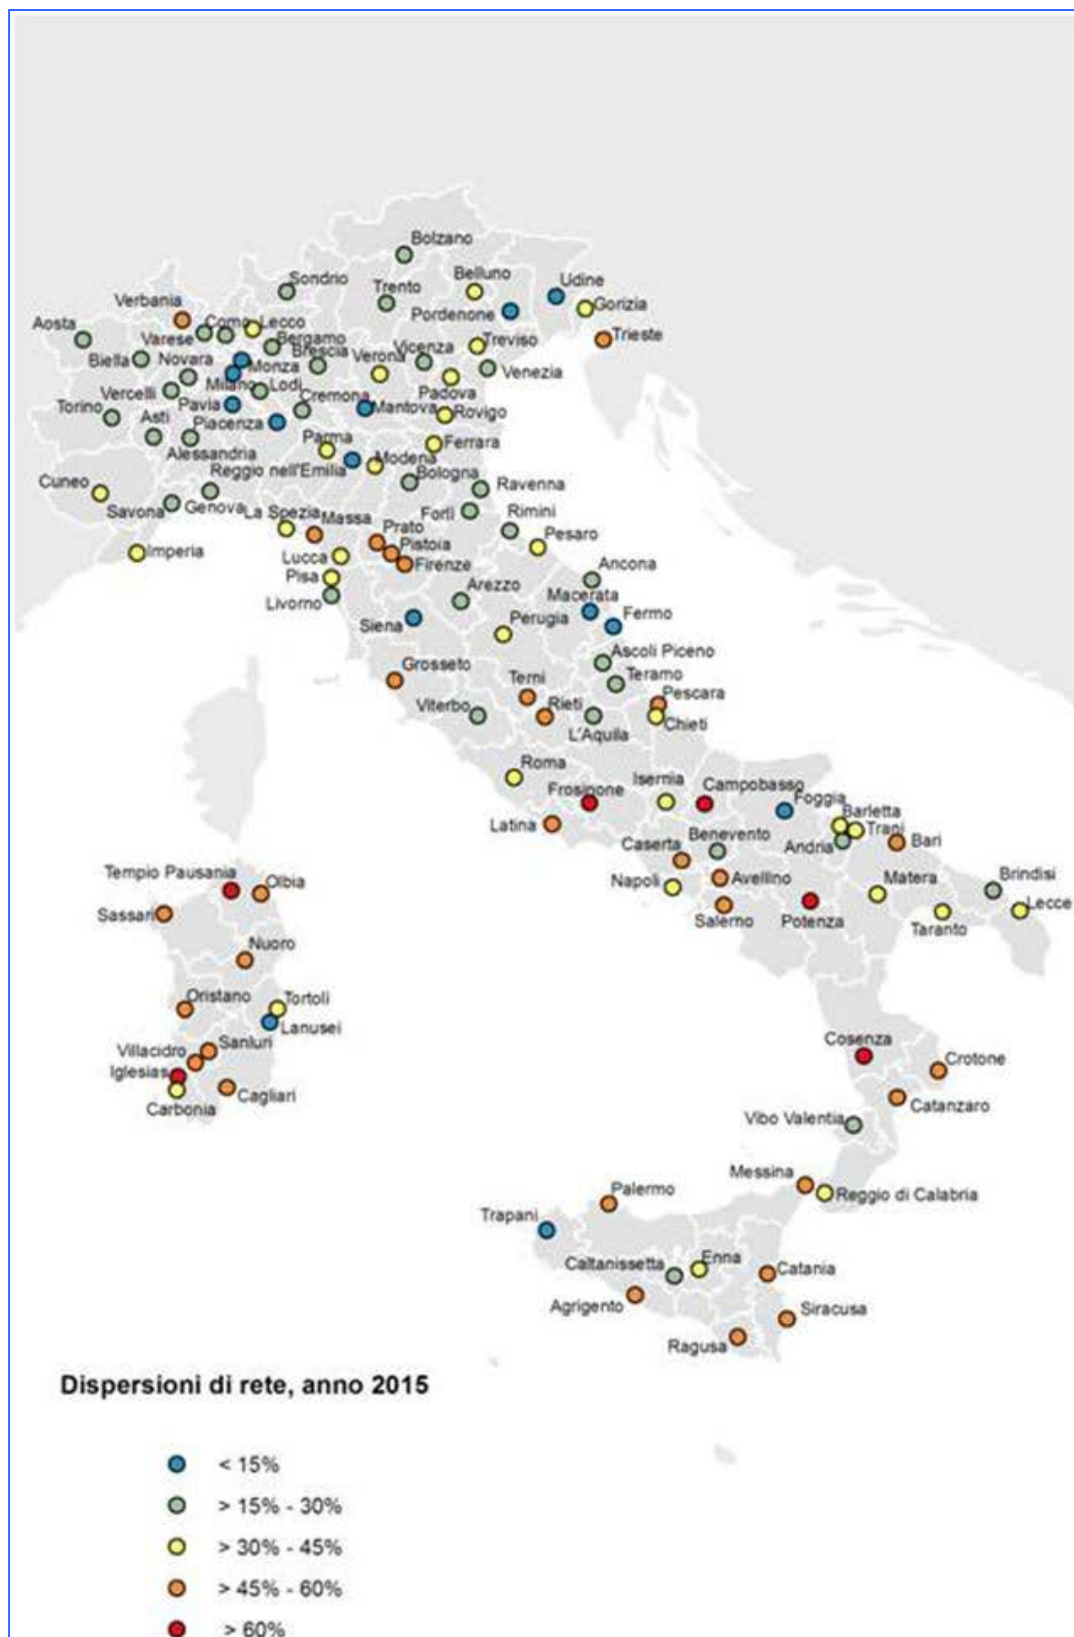 Bolzano
Sondrio
Trento
Belluno
Udine
Verbania
Pordenone
Gorizia
Aosta
Varese
Como
Lecco
Bergamo
Treviso
Trieste
Biella
Novara
Monza
Brescia
Verona
Vicenza
Venezia
Vercelli
Milano
Lodi
Padova
Torino
Pavia
Cremona
Mantova
Rovigo
Asti
Piacenza
Alessandria
Parma
Ferrara
Reggio nell'Emilia
Modena
Bologna
Cuneo
Ravenna
Savona
Genova
La Spezia
Massa
Forlì
Rimini
Prato
Imperia
Pistoia
Pesaro
Lucca
Firenze
Pisa
Ancona
Livorno
Arezzo
Macerata
Siena
Perugia
Fermo
Grosseto
Ascoli Piceno
Terni
Teramo
Viterbo
Rieti
Pescara
L'Aquila
Chieti
Roma
Isernia
Frosinone
Campobasso
Foggia
Latina
Barletta
Trani
Benevento
Andria
Bari
Caserta
Tempio Pausania
Olbia
Napoli
Avellino
Matera
Brindisi
Sassari
Salerno
Potenza
Taranto
Lecce
Nuoro
Oristano
Tortolì
Lanusei
Villacidro
Sanluri
Cosenza
Iglesias
Crotone
Carbonia
Cagliari
Catanzaro
Vibo Valentia
Messina
Palermo
Reggio di Calabria
Trapani
Caltanissetta
Enna
Catania
Agrigento
Siracusa
Ragusa
Dispersioni di rete, anno 2015
< 15%
> 15% - 30%
> 30% - 45%
> 45% - 60%
> 60%